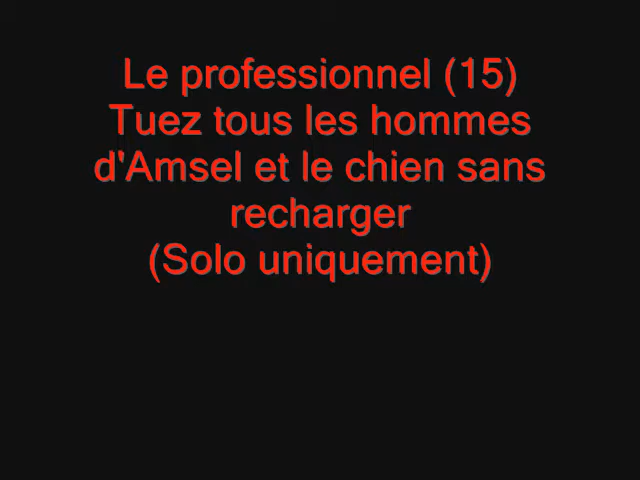 Le professionnel (15)
Tuez tous les hommes
d'Amsel et le chien sans
recharger
(Solo uniquement)